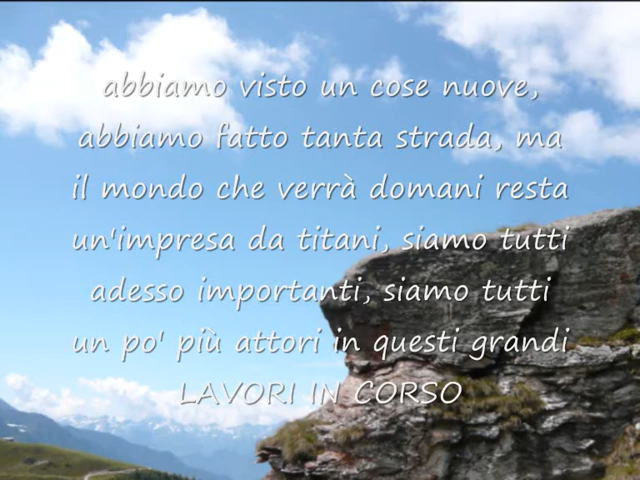 abbiamo visto un cose nuove,
abbiamo fatto tanta strada, ma
il mondo che verrà domani resta
un'impresa da titani, siamo tutti
adesso importanti, siamo tutti
un po' più attori in questi grandi
LAVORI IN CORSO